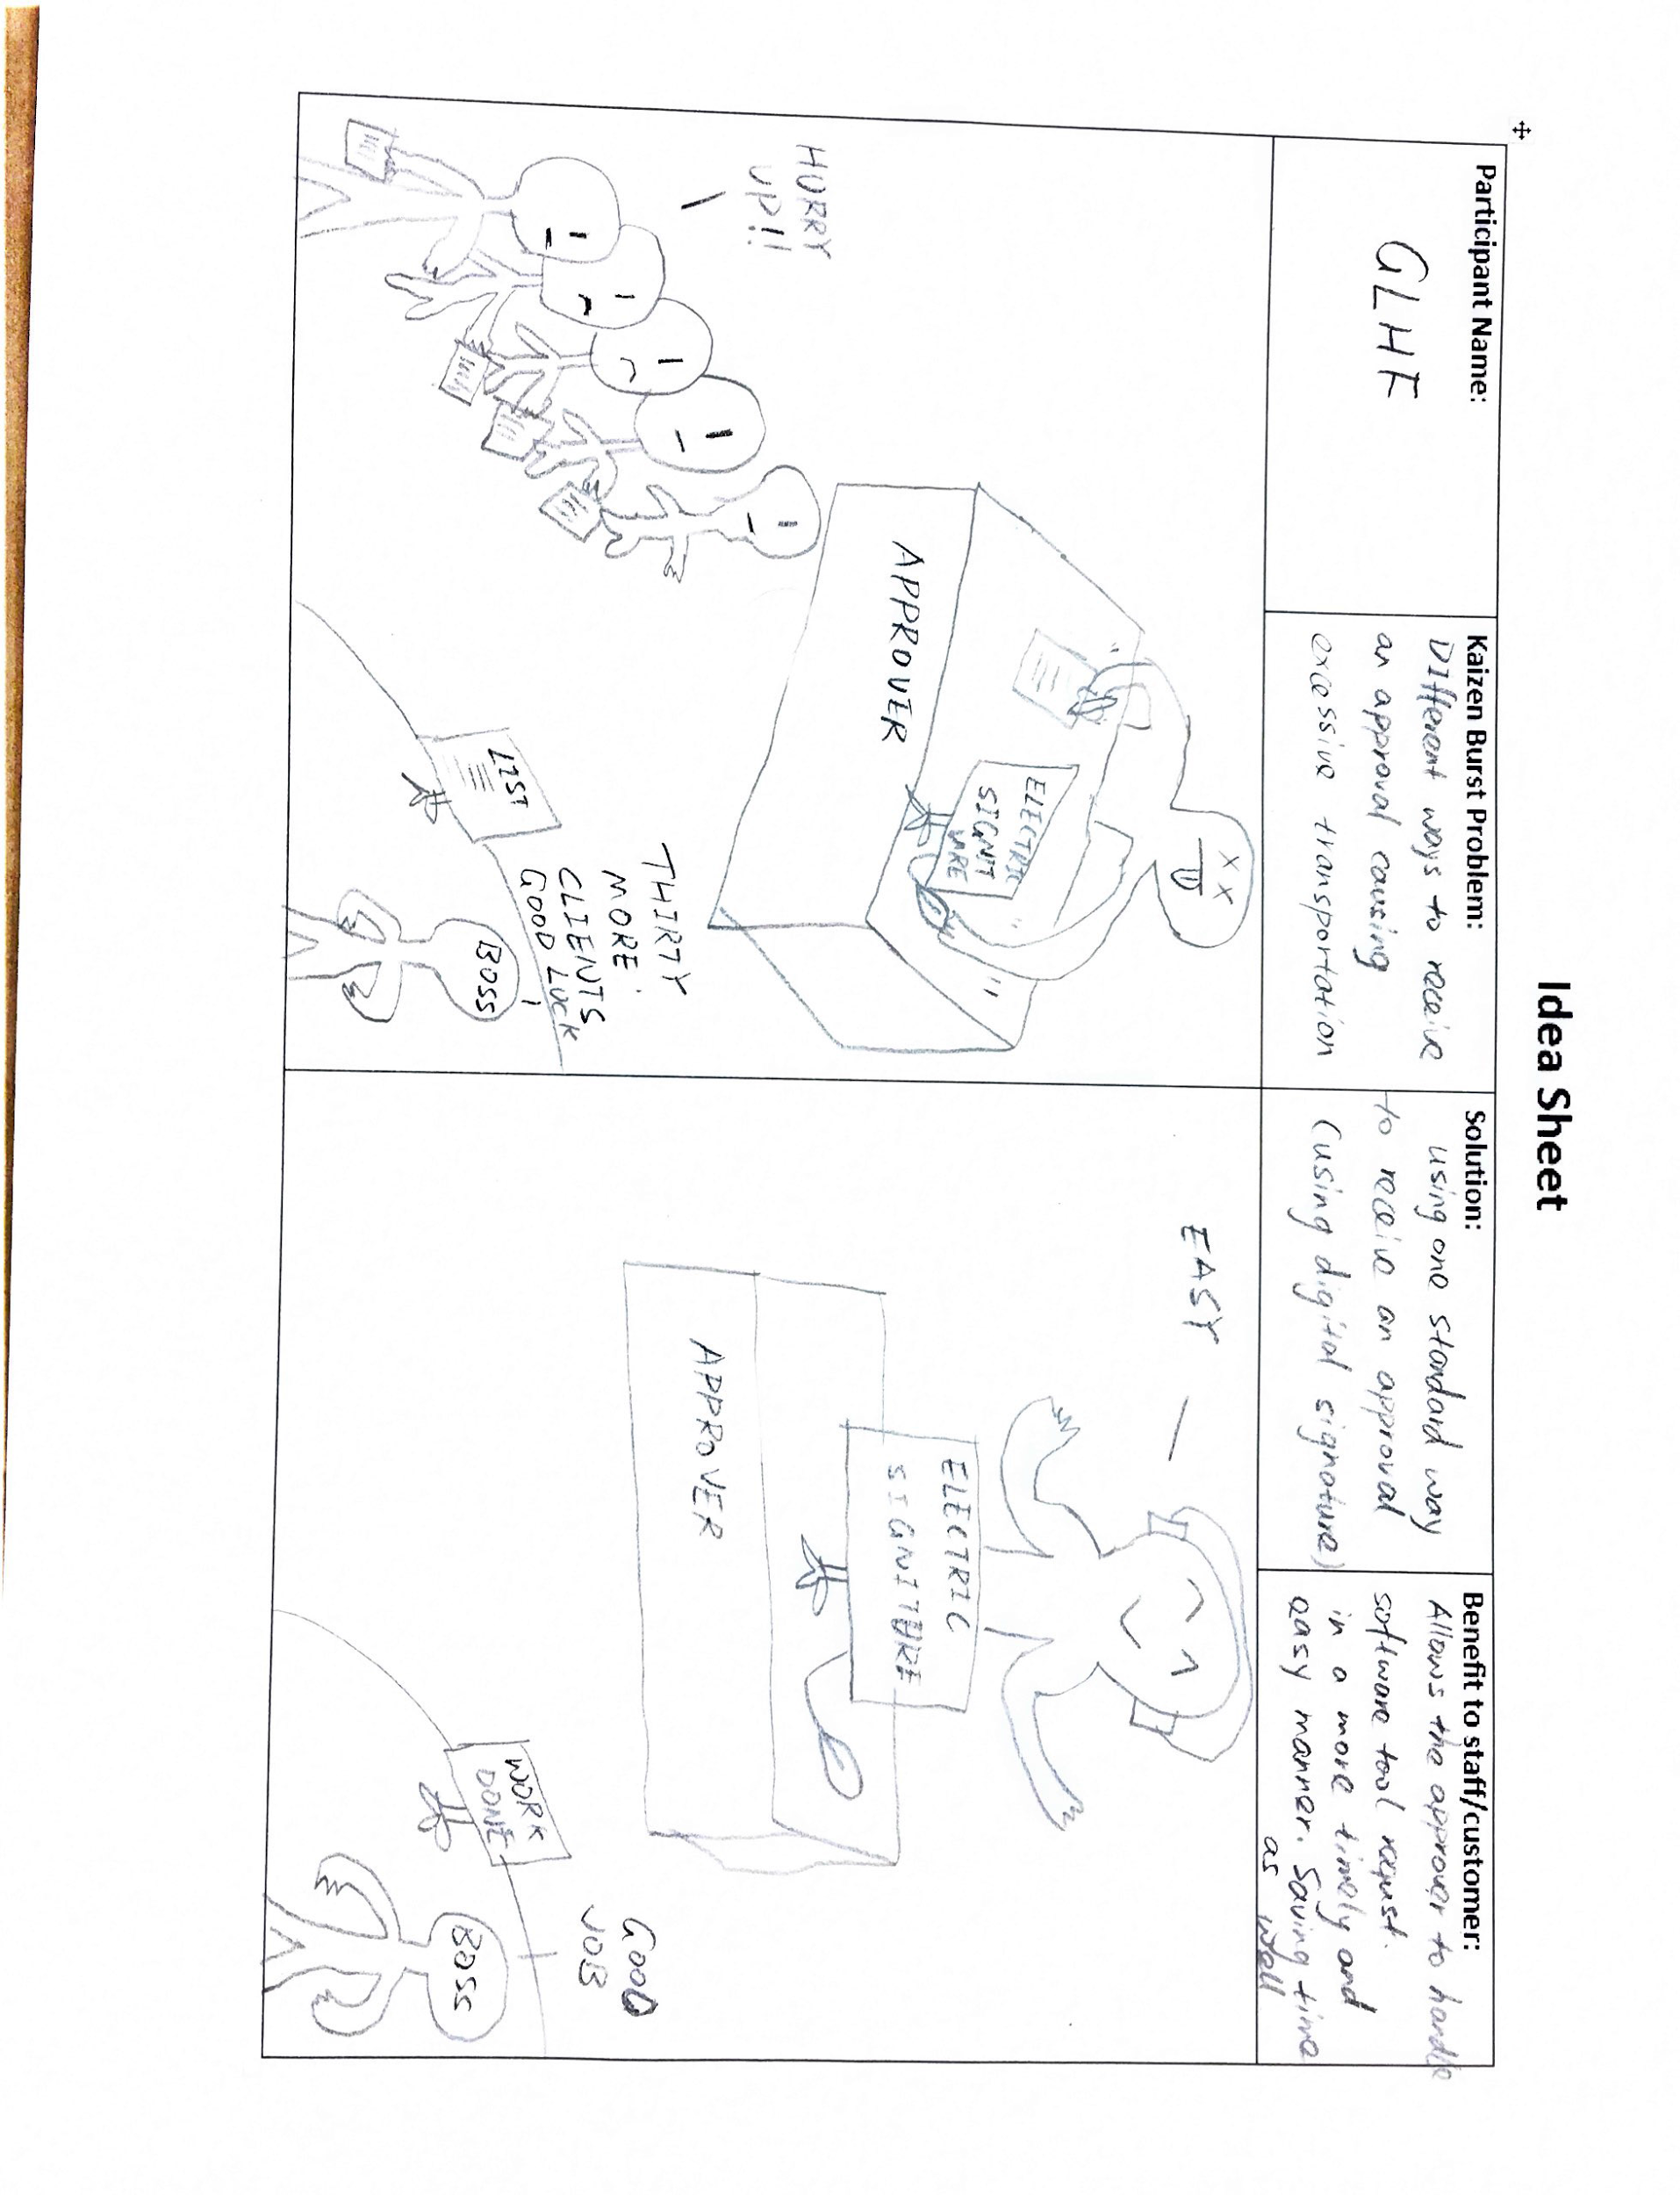 Idea Sheet
Participant Name:
GLHF
Kaizen Burst Problem:
Different ways to receive
an approval causing
excessive transportation
Solution:
using one standard way
to receive an approval
(using digital signature)
Benefit to staff/customer:
Allows the approver to handle
software tool request.
in a more timely and
easy manner. Saving time
as well
HURRY
UP!!
APPROVER
ELECTRIC
SIGNIT
URE
LIST
THIRTY
MORE.
CLIENTS
GOOD LUCK
BOSS
EASY
ELECTRIC
SIGNITURE
APPROVER
WORK
DONE
GOOD
JOB
BOSS